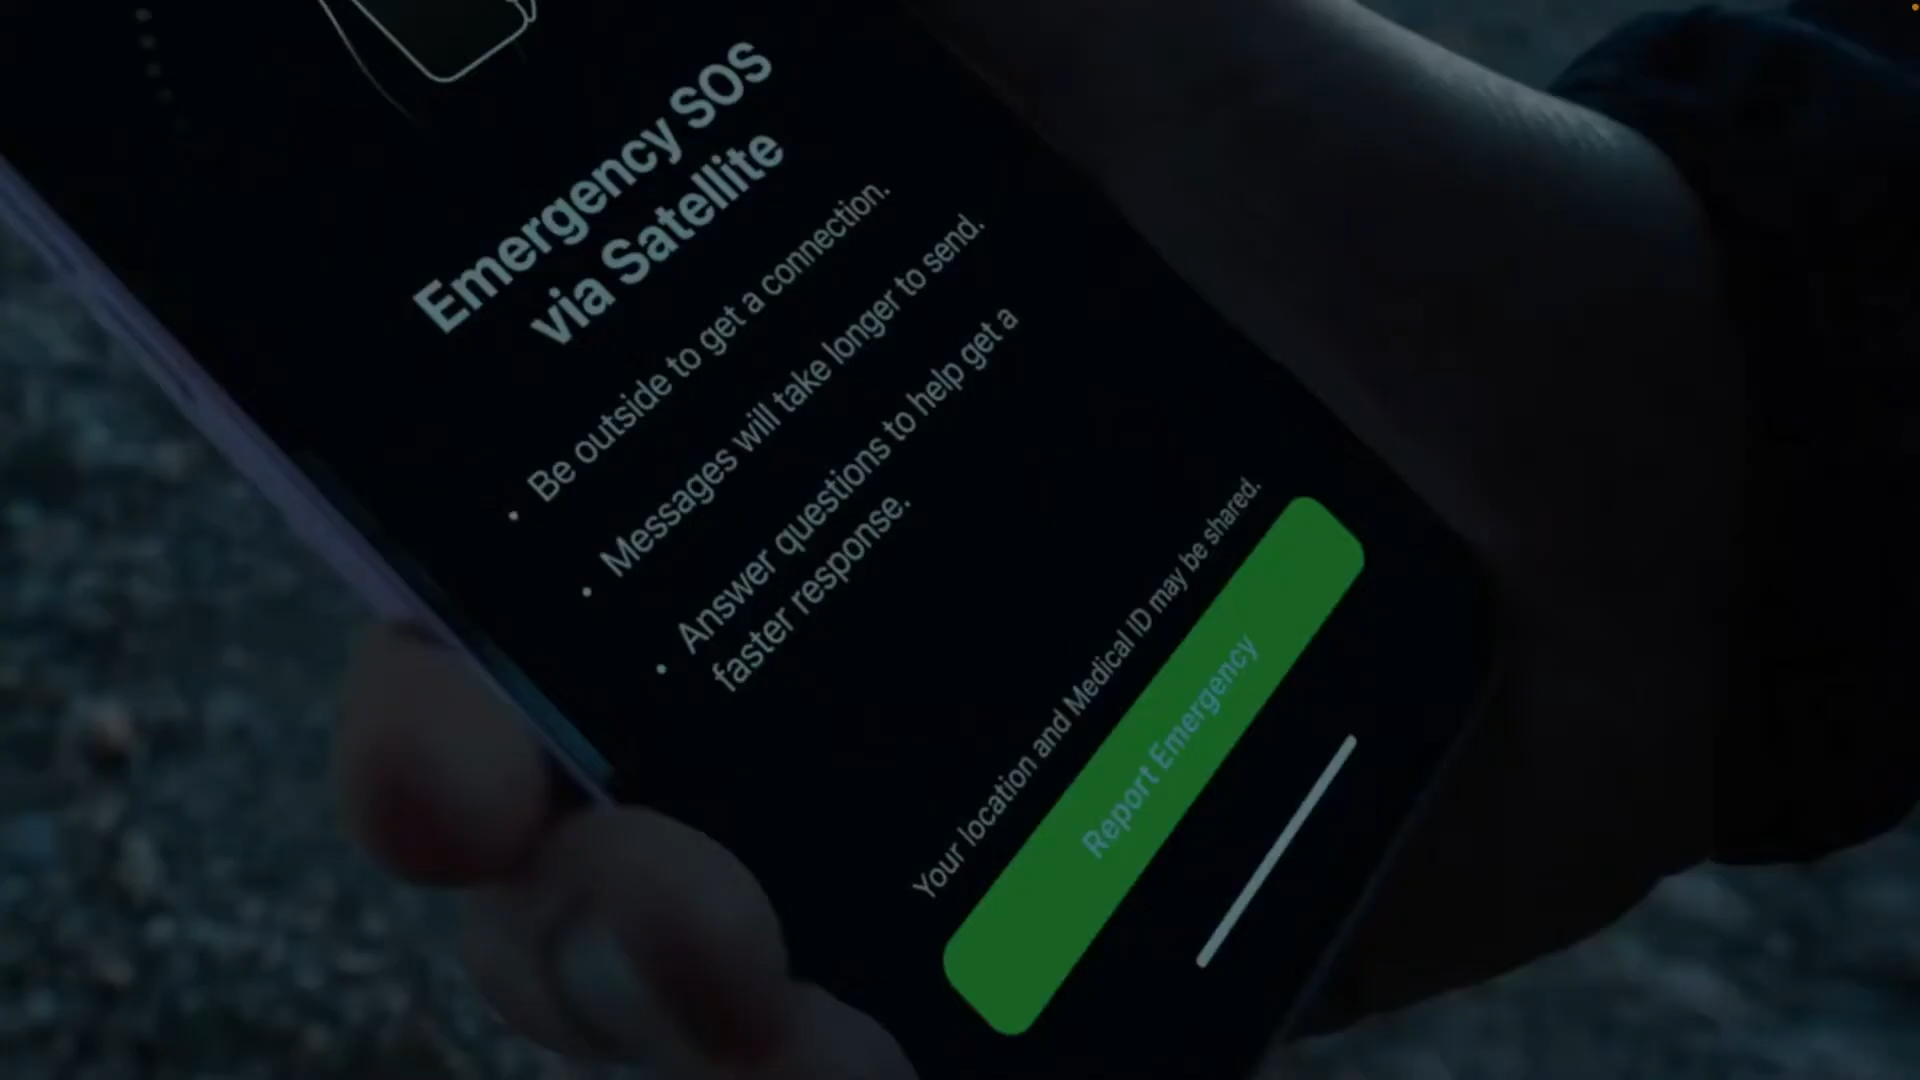 Emergency SOS
via Satellite
• Be outside to get a connection.
• Messages will take longer to send.
• Answer questions to help get a
faster response.
Your location and Medical ID may be shared.
Report Emergency